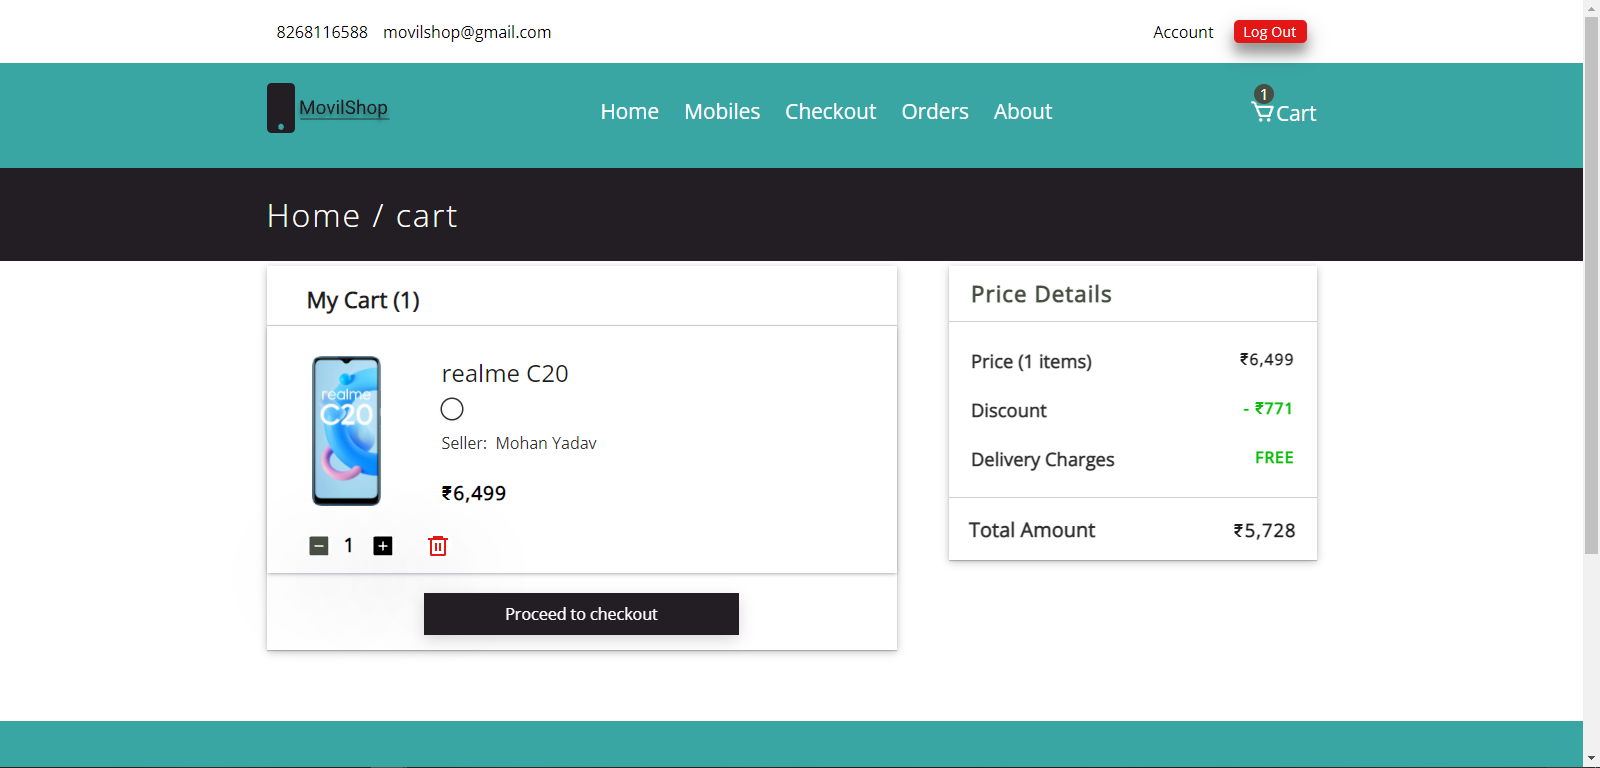 8268116588 movilshop@gmail.com
Account Log Out
MovilShop
Home Mobiles Checkout Orders About
1
Cart
Home / cart
My Cart (1)
realme
C20
realme C20
Seller: Mohan Yadav
₹6,499
1
Proceed to checkout
Price Details
Price (1 items) ₹6,499
Discount - ₹771
Delivery Charges FREE
Total Amount ₹5,728